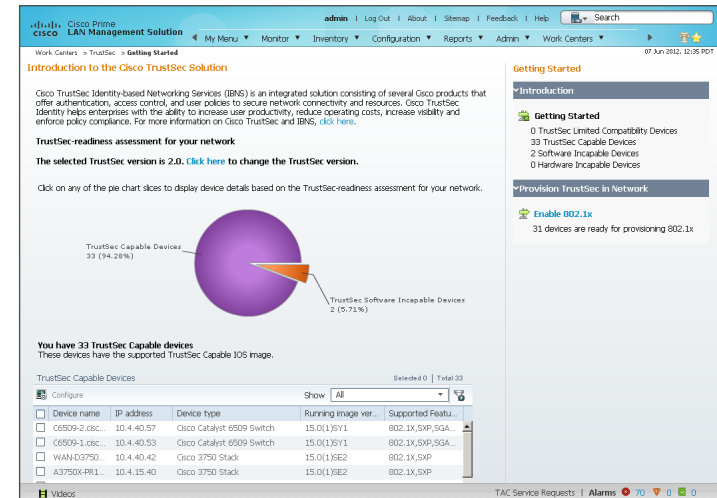 Cisco Prime
CISCO LAN Management Solution
admin | Log Out | About | Sitemap | Feedback | Help Search
My Menu Monitor Inventory Configuration Reports Admin Work Centers
Work Centers > TrustSec > Getting Started
07 Jun 2012, 12:35 PDT
Introduction to the Cisco TrustSec Solution
Cisco TrustSec Identity-based Networking Services (IBNS) is an integrated solution consisting of several Cisco products that
offer authentication, access control, and user policies to secure network connectivity and resources. Cisco TrustSec
Identity helps enterprises with the ability to increase user productivity, reduce operating costs, increase visibility and
enforce policy compliance. For more information on Cisco TrustSec and IBNS, click here.
TrustSec-readiness assessment for your network
The selected TrustSec version is 2.0. Click here to change the TrustSec version.
Click on any of the pie chart slices to display device details based on the TrustSec-readiness assessment for your network.
TrustSec Capable Devices
33 (94.28%)
TrustSec Software Incapable Devices
2 (5.71%)
You have 33 TrustSec Capable devices
These devices have the supported TrustSec Capable IOS image.
TrustSec Capable Devices
Selected 0 | Total 33
Configure
Show All
Device name IP address Device type Running image ver... Supported Featu...
C6509-2.cisc... 10.4.40.57 Cisco Catalyst 6509 Switch 15.0(1)SY1 802.1X,SXP,SGA...
C6509-1.cisc... 10.4.40.53 Cisco Catalyst 6509 Switch 15.0(1)SY1 802.1X,SXP,SGA...
WAN-D3750... 10.4.40.42 Cisco 3750 Stack 15.0(1)SE2 802.1X,SXP
A3750X-PR1... 10.4.15.40 Cisco 3750 Stack 15.0(1)SE2 802.1X,SXP
Getting Started
Introduction
Getting Started
0 TrustSec Limited Compatibility Devices
33 TrustSec Capable Devices
2 Software Incapable Devices
0 Hardware Incapable Devices
Provision TrustSec in Network
Enable 802.1x
31 devices are ready for provisioning 802.1x
Videos
TAC Service Requests | Alarms 70 0 0